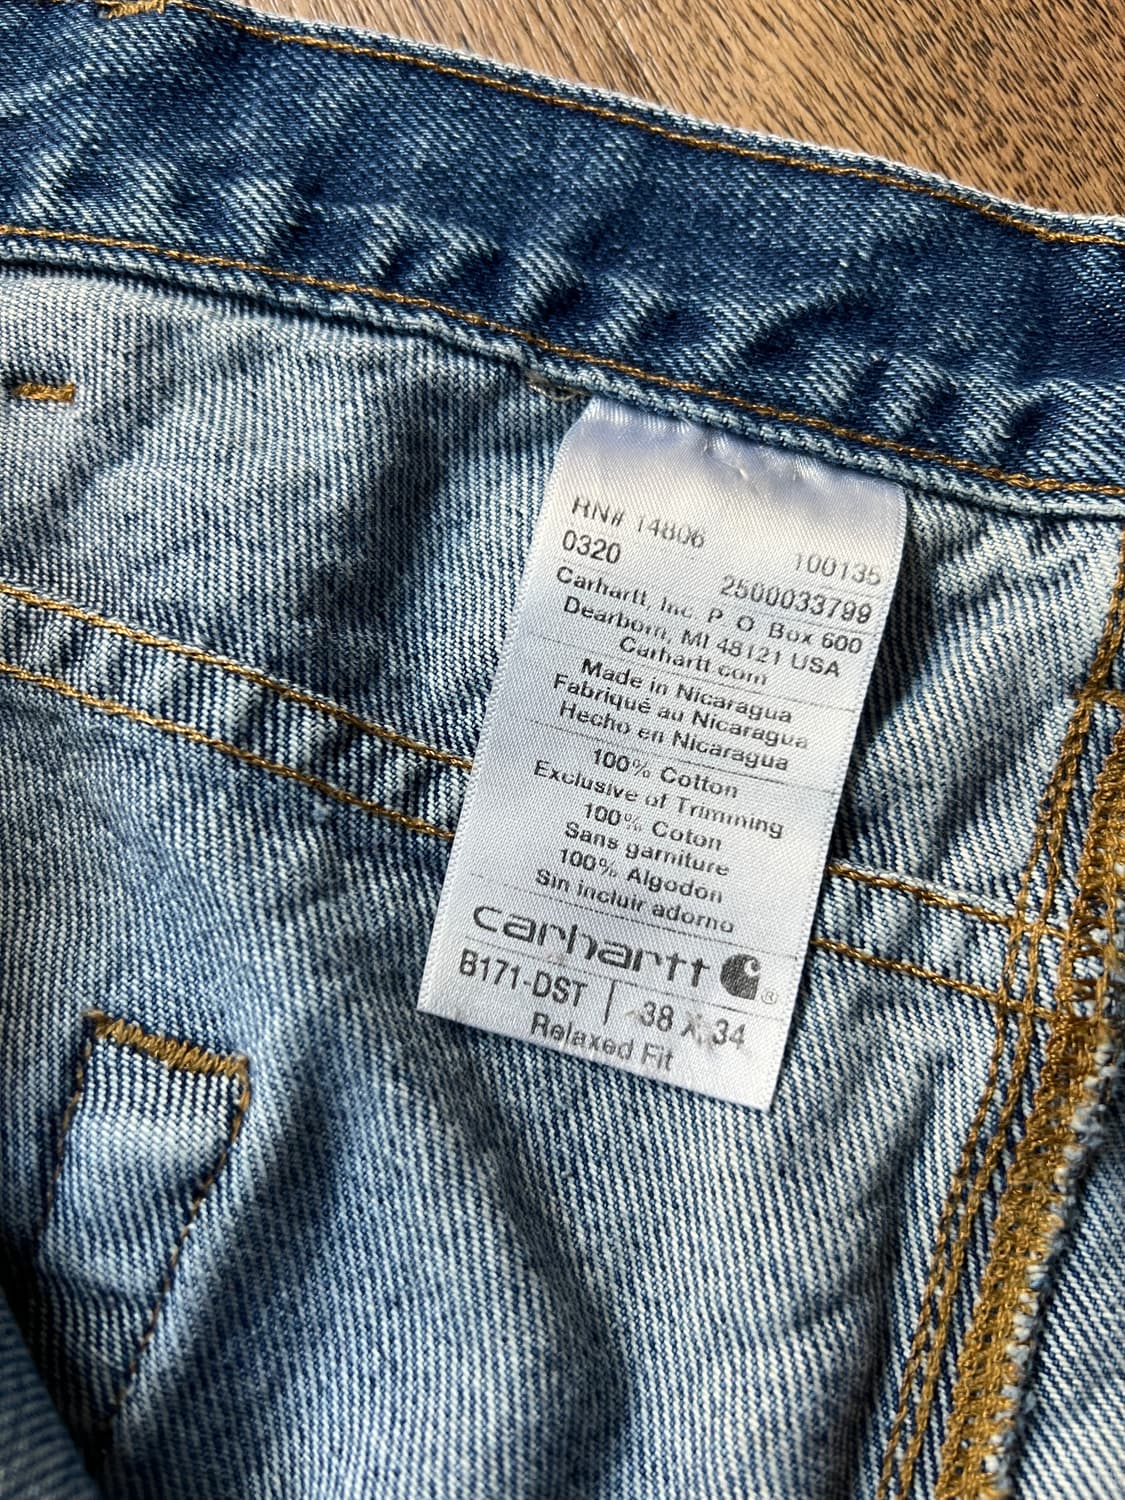 RN# 14806 100135
0320 2500033799
Carhartt, Inc. P O Box 600
Dearborn, MI 48121 USA
Carhartt.com
Made in Nicaragua
Fabriqué au Nicaragua
Hecho en Nicaragua
100% Cotton
Exclusive of Trimming
100% Coton
Sans garniture
100% Algodon
Sin incluir adorno
carhartt ®
B171-DST | 38 X 34
Relaxed Fit